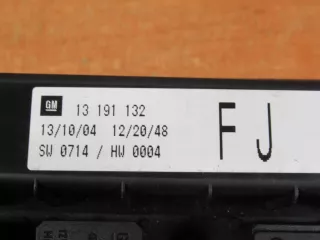 GM 13 191 132
13/10/04 12/20/48
SW 0714 / HW 0004
FJ